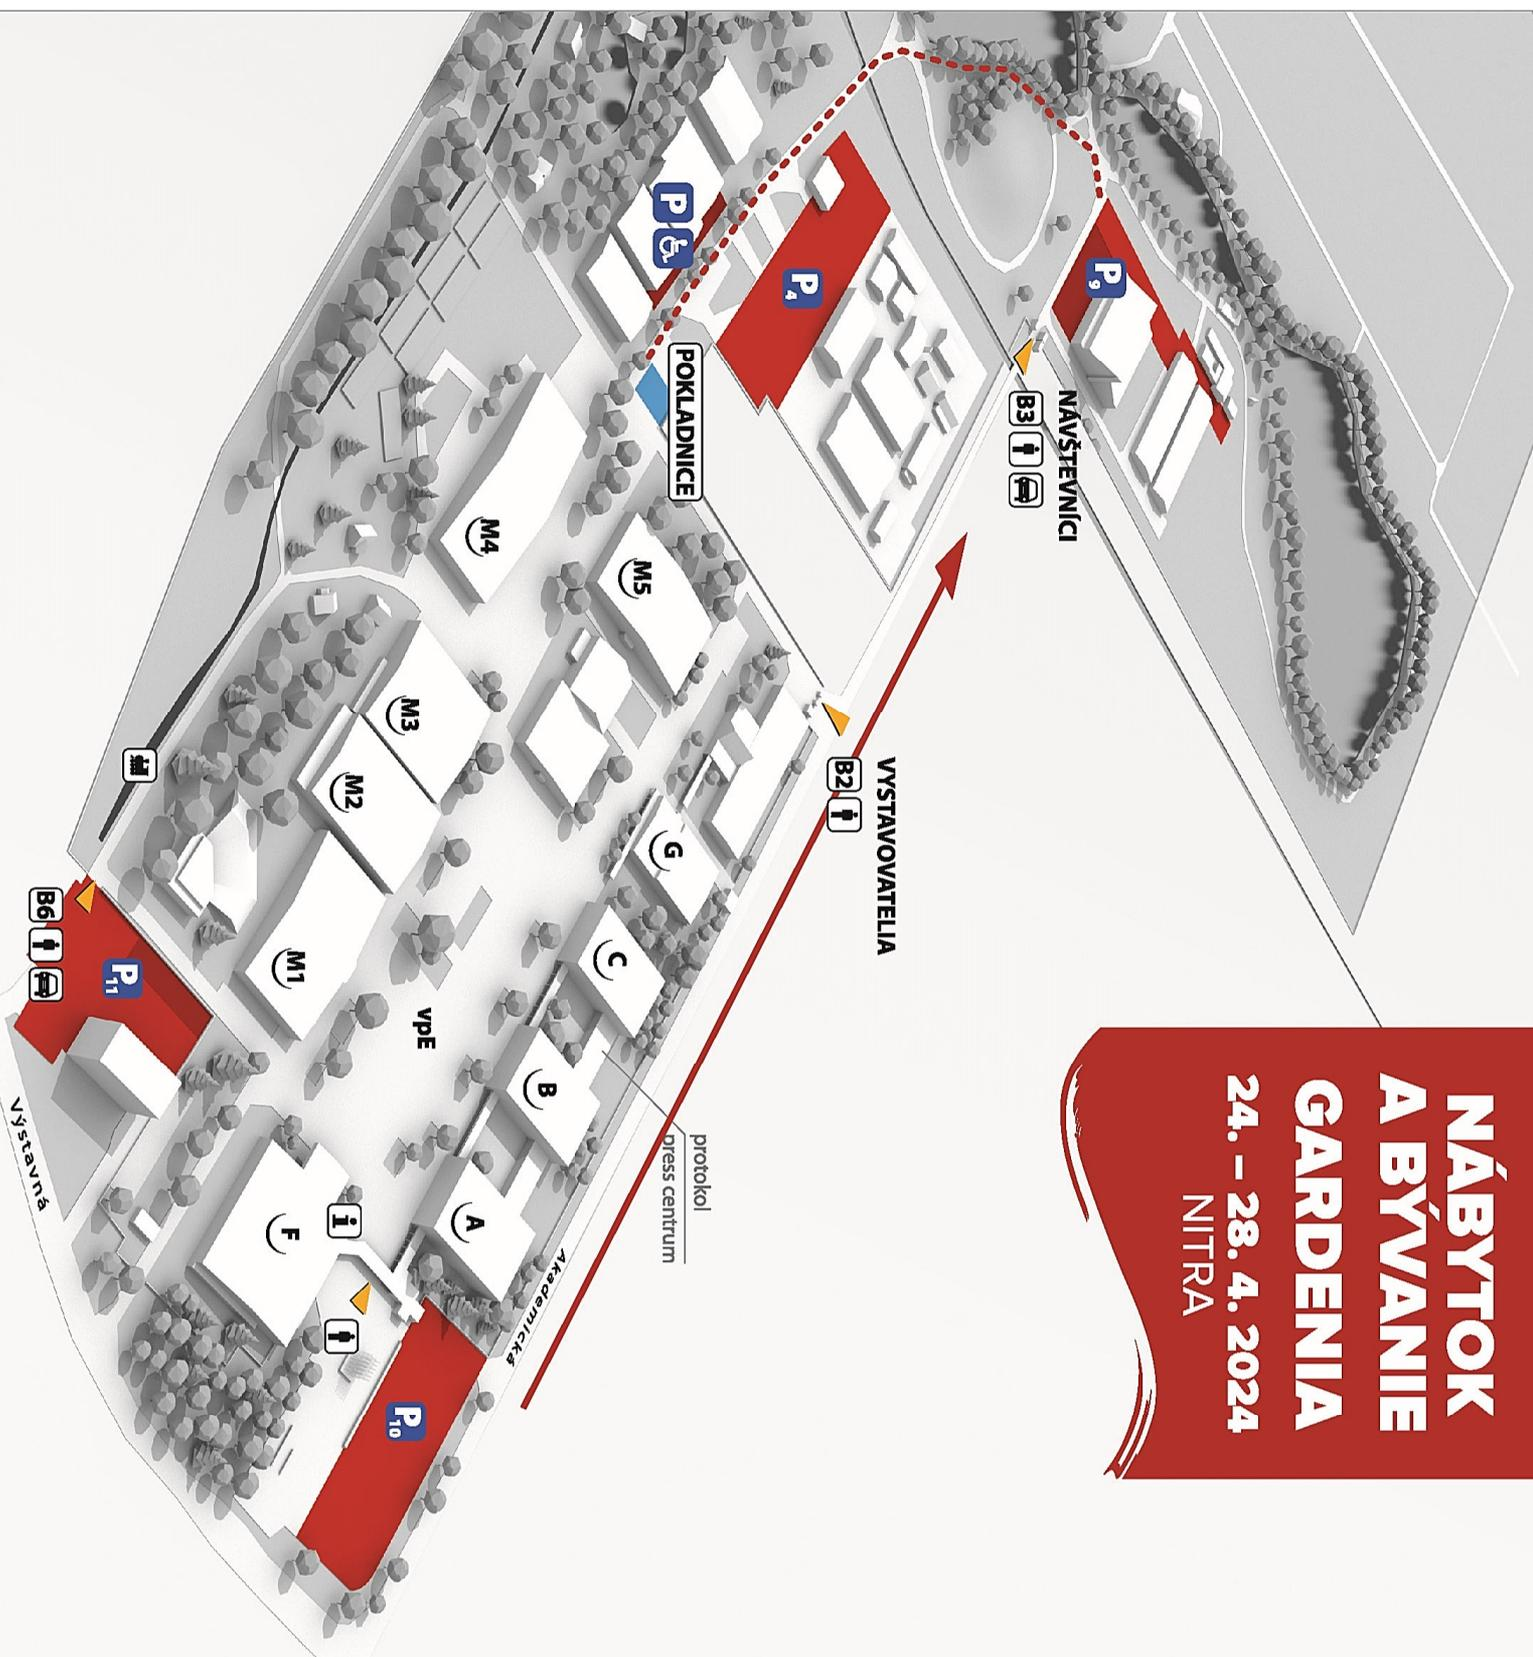 NÁBYTOK
A BÝVANIE
GARDENIA
24. – 28. 4. 2024
NITRA
P9
NÁVŠTEVNÍCI
B3
P4
P
POKLADNICE
VYSTAVOVATELIA
B2
M5
M4
M3
M2
M1
G
C
B
A
F
vpE
protokol
press centrum
Akademická
P10
B6
P11
Výstavná
i